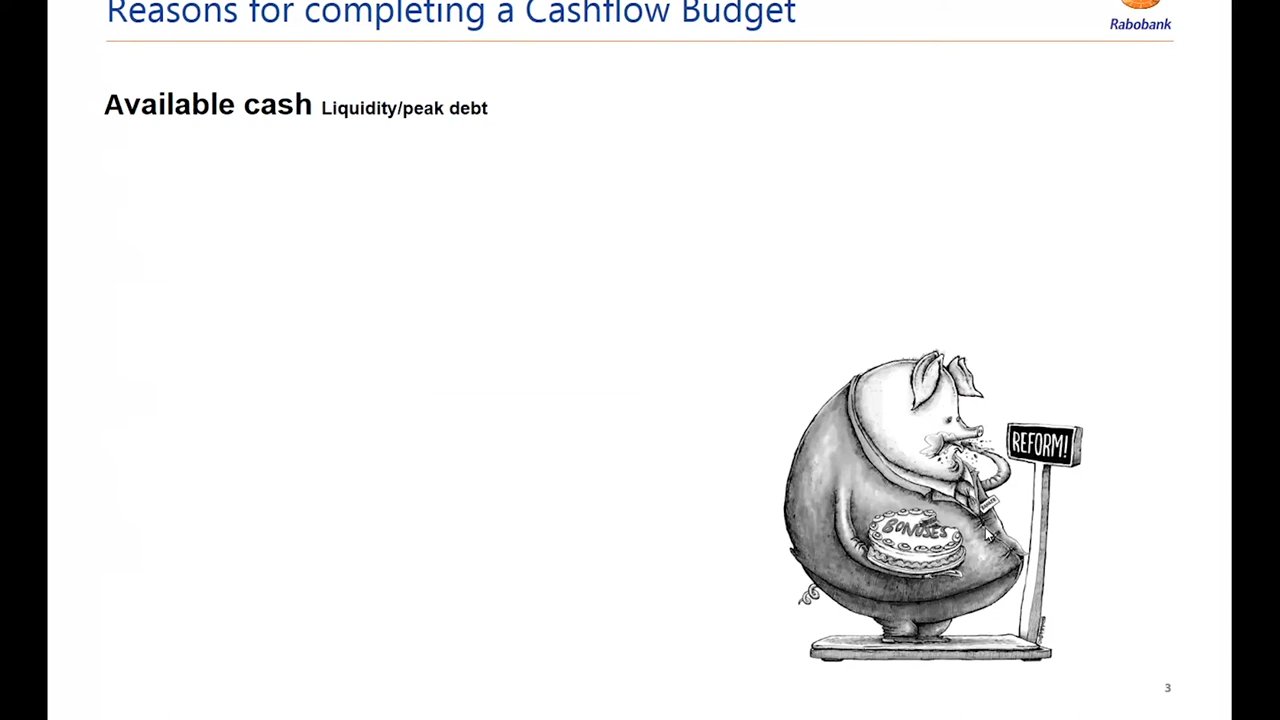 Reasons for completing a Cashflow Budget
Rabobank
Available cash Liquidity/peak debt
REFORM!
BONUSES
3